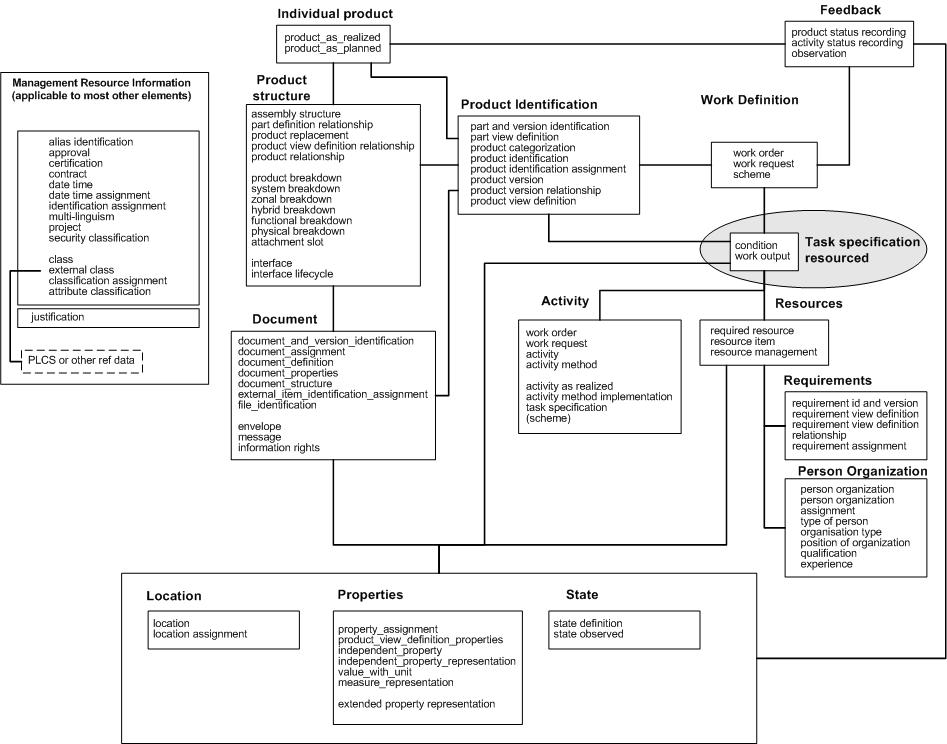 Individual product
product_as_realized
product_as_planned
Feedback
product status recording
activity status recording
observation
Management Resource Information
(applicable to most other elements)
alias identification
approval
certification
contract
date time
date time assignment
identification assignment
multi-linguism
project
security classification
class
external class
classification assignment
attribute classification
justification
PLCS or other ref data
Product
structure
assembly structure
part definition relationship
product replacement
product view definition relationship
product relationship
product breakdown
system breakdown
zonal breakdown
hybrid breakdown
functional breakdown
physical breakdown
attachment slot
interface
interface lifecycle
Product Identification
part and version identification
part view definition
product categorization
product identification
product identification assignment
product version
product version relationship
product view definition
Work Definition
work order
work request
scheme
condition
work output
Task specification
resourced
Document
document_and_version_identification
document_assignment
document_definition
document_properties
document_structure
external_item_identification_assignment
file_identification
envelope
message
information rights
Activity
work order
work request
activity
activity method
activity as realized
activity method implementation
task specification
(scheme)
Resources
required resource
resource item
resource management
Requirements
requirement id and version
requirement view definition
requirement view definition
relationship
requirement assignment
Person Organization
person organization
person organization
assignment
type of person
organisation type
position of organization
qualification
experience
Location
location
location assignment
Properties
property_assignment
product_view_definition_properties
independent_property
independent_property_representation
value_with_unit
measure_representation
extended property representation
State
state definition
state observed